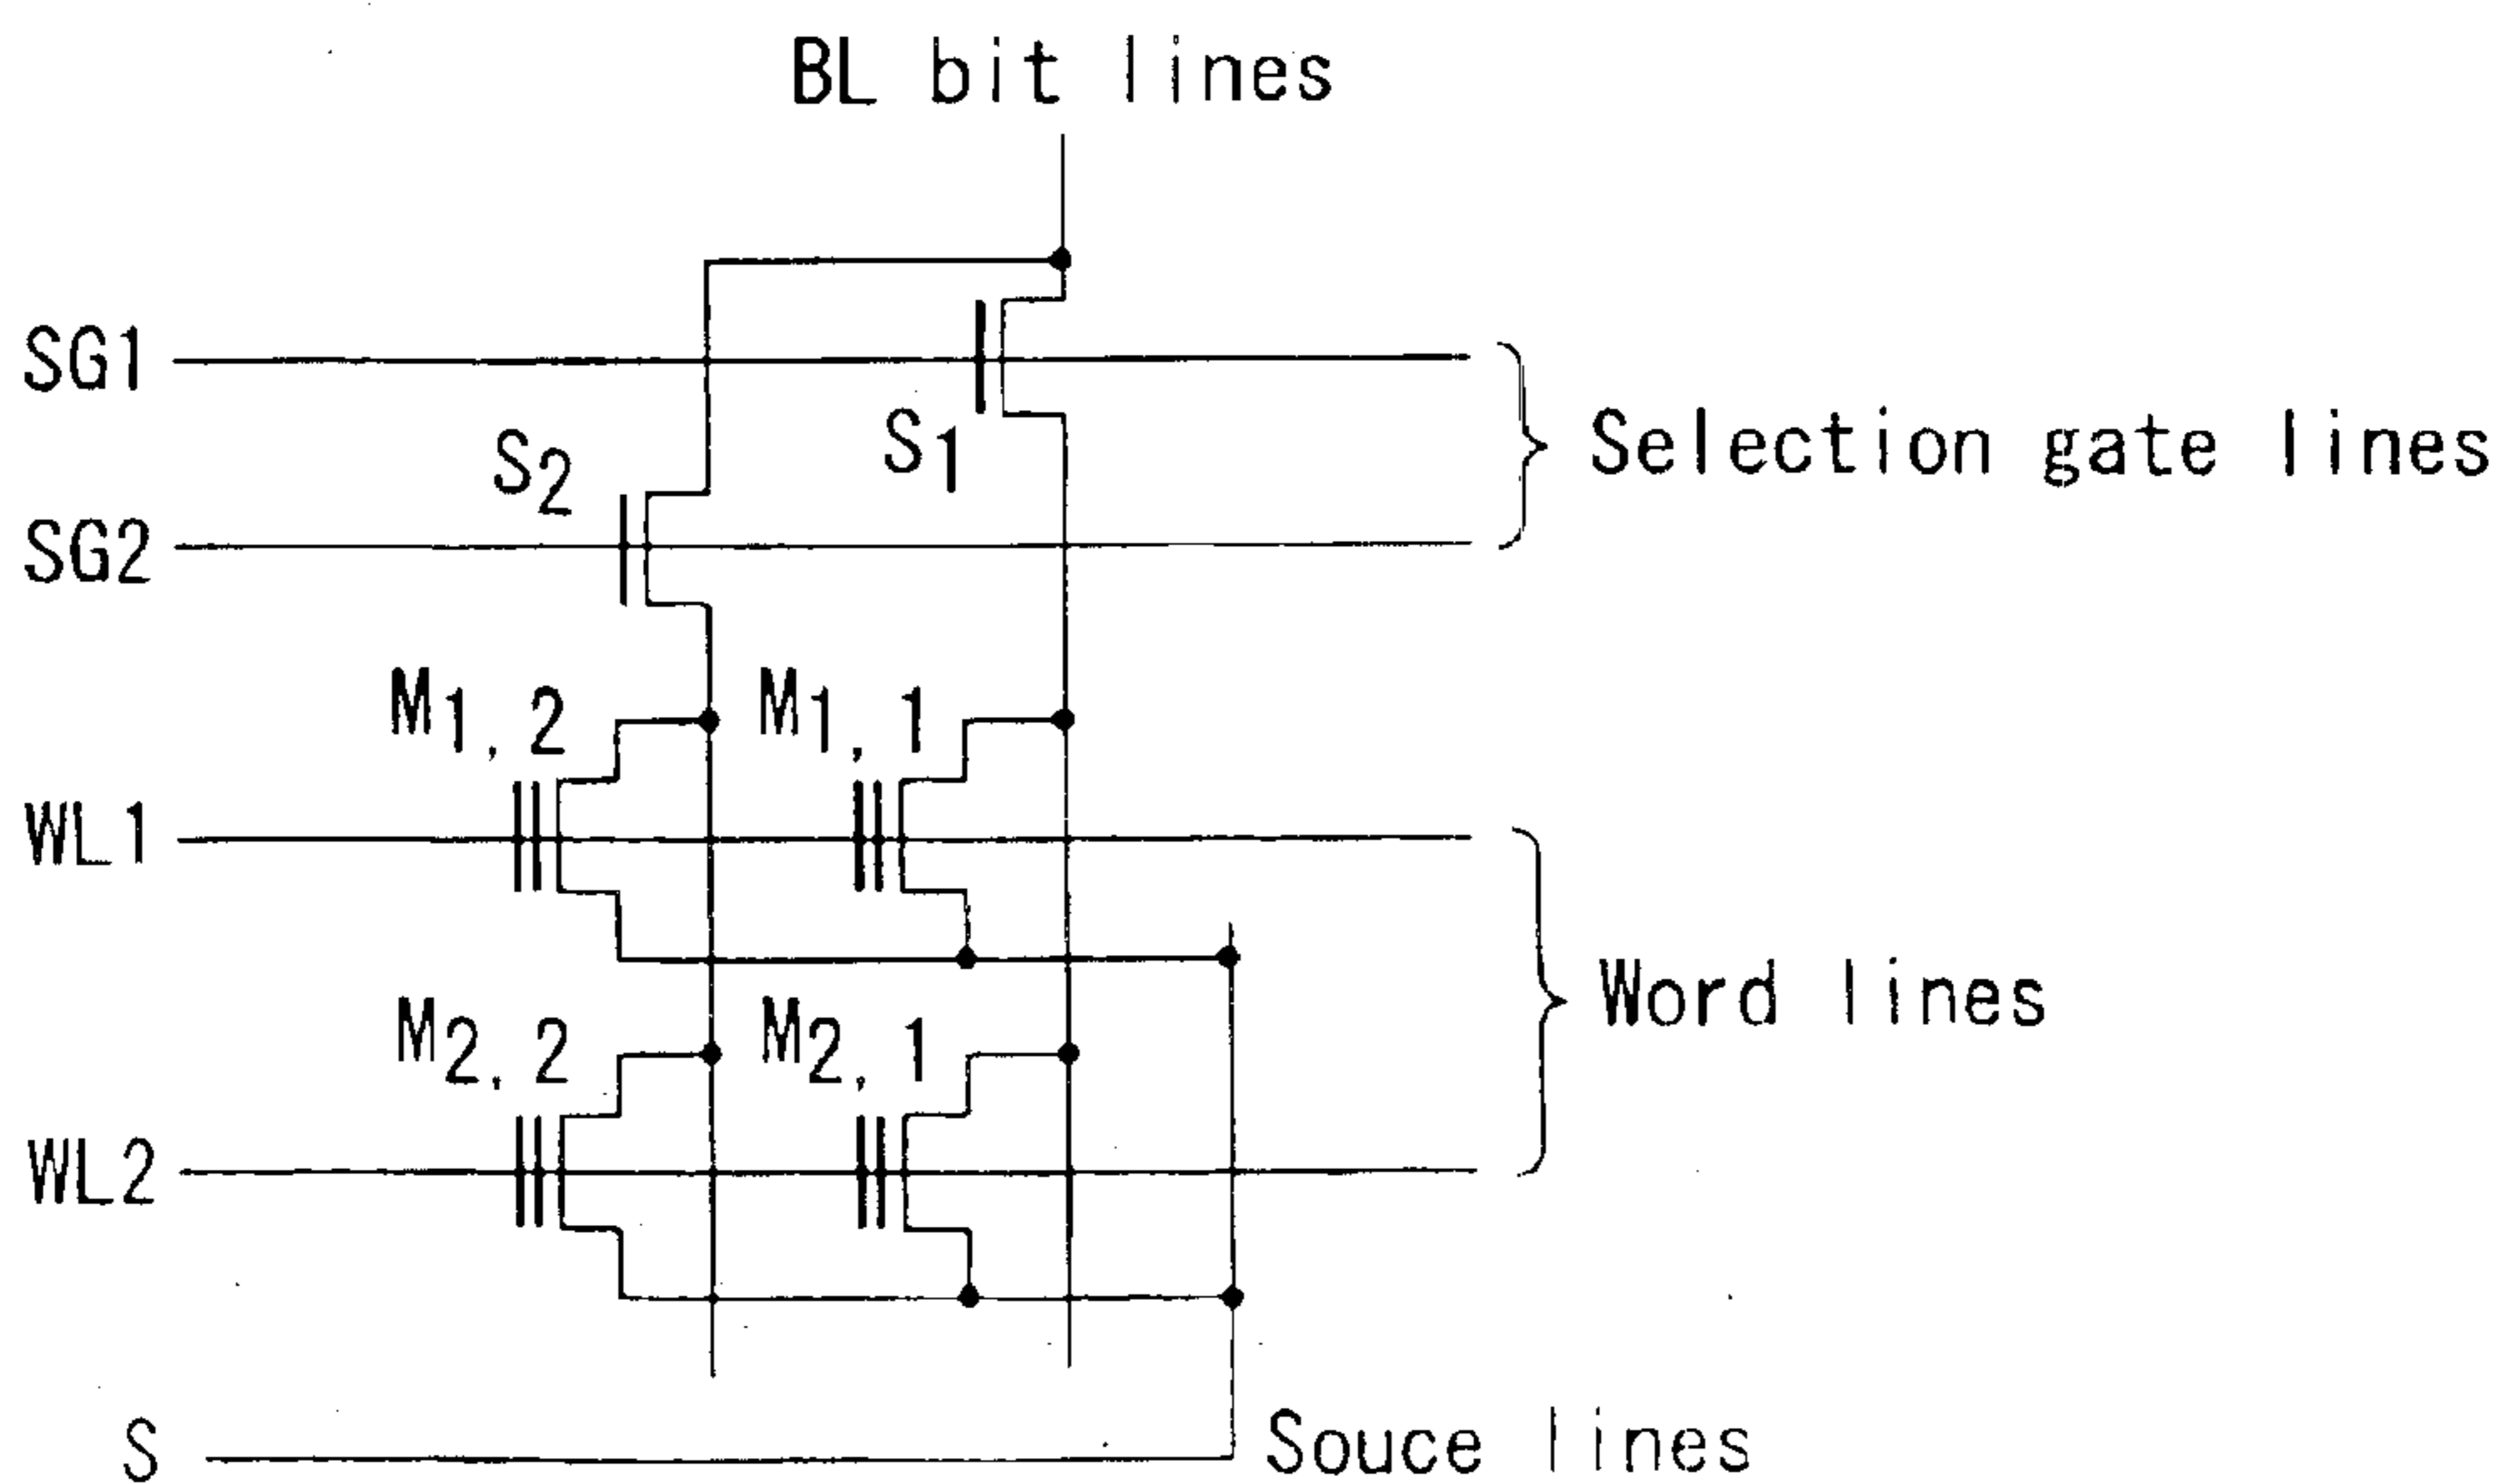 BL bit lines
SG1
S1
Selection gate lines
S2
SG2
M1,2
M1,1
WL1
Word lines
M2,2
M2,1
WL2
S
Souce lines